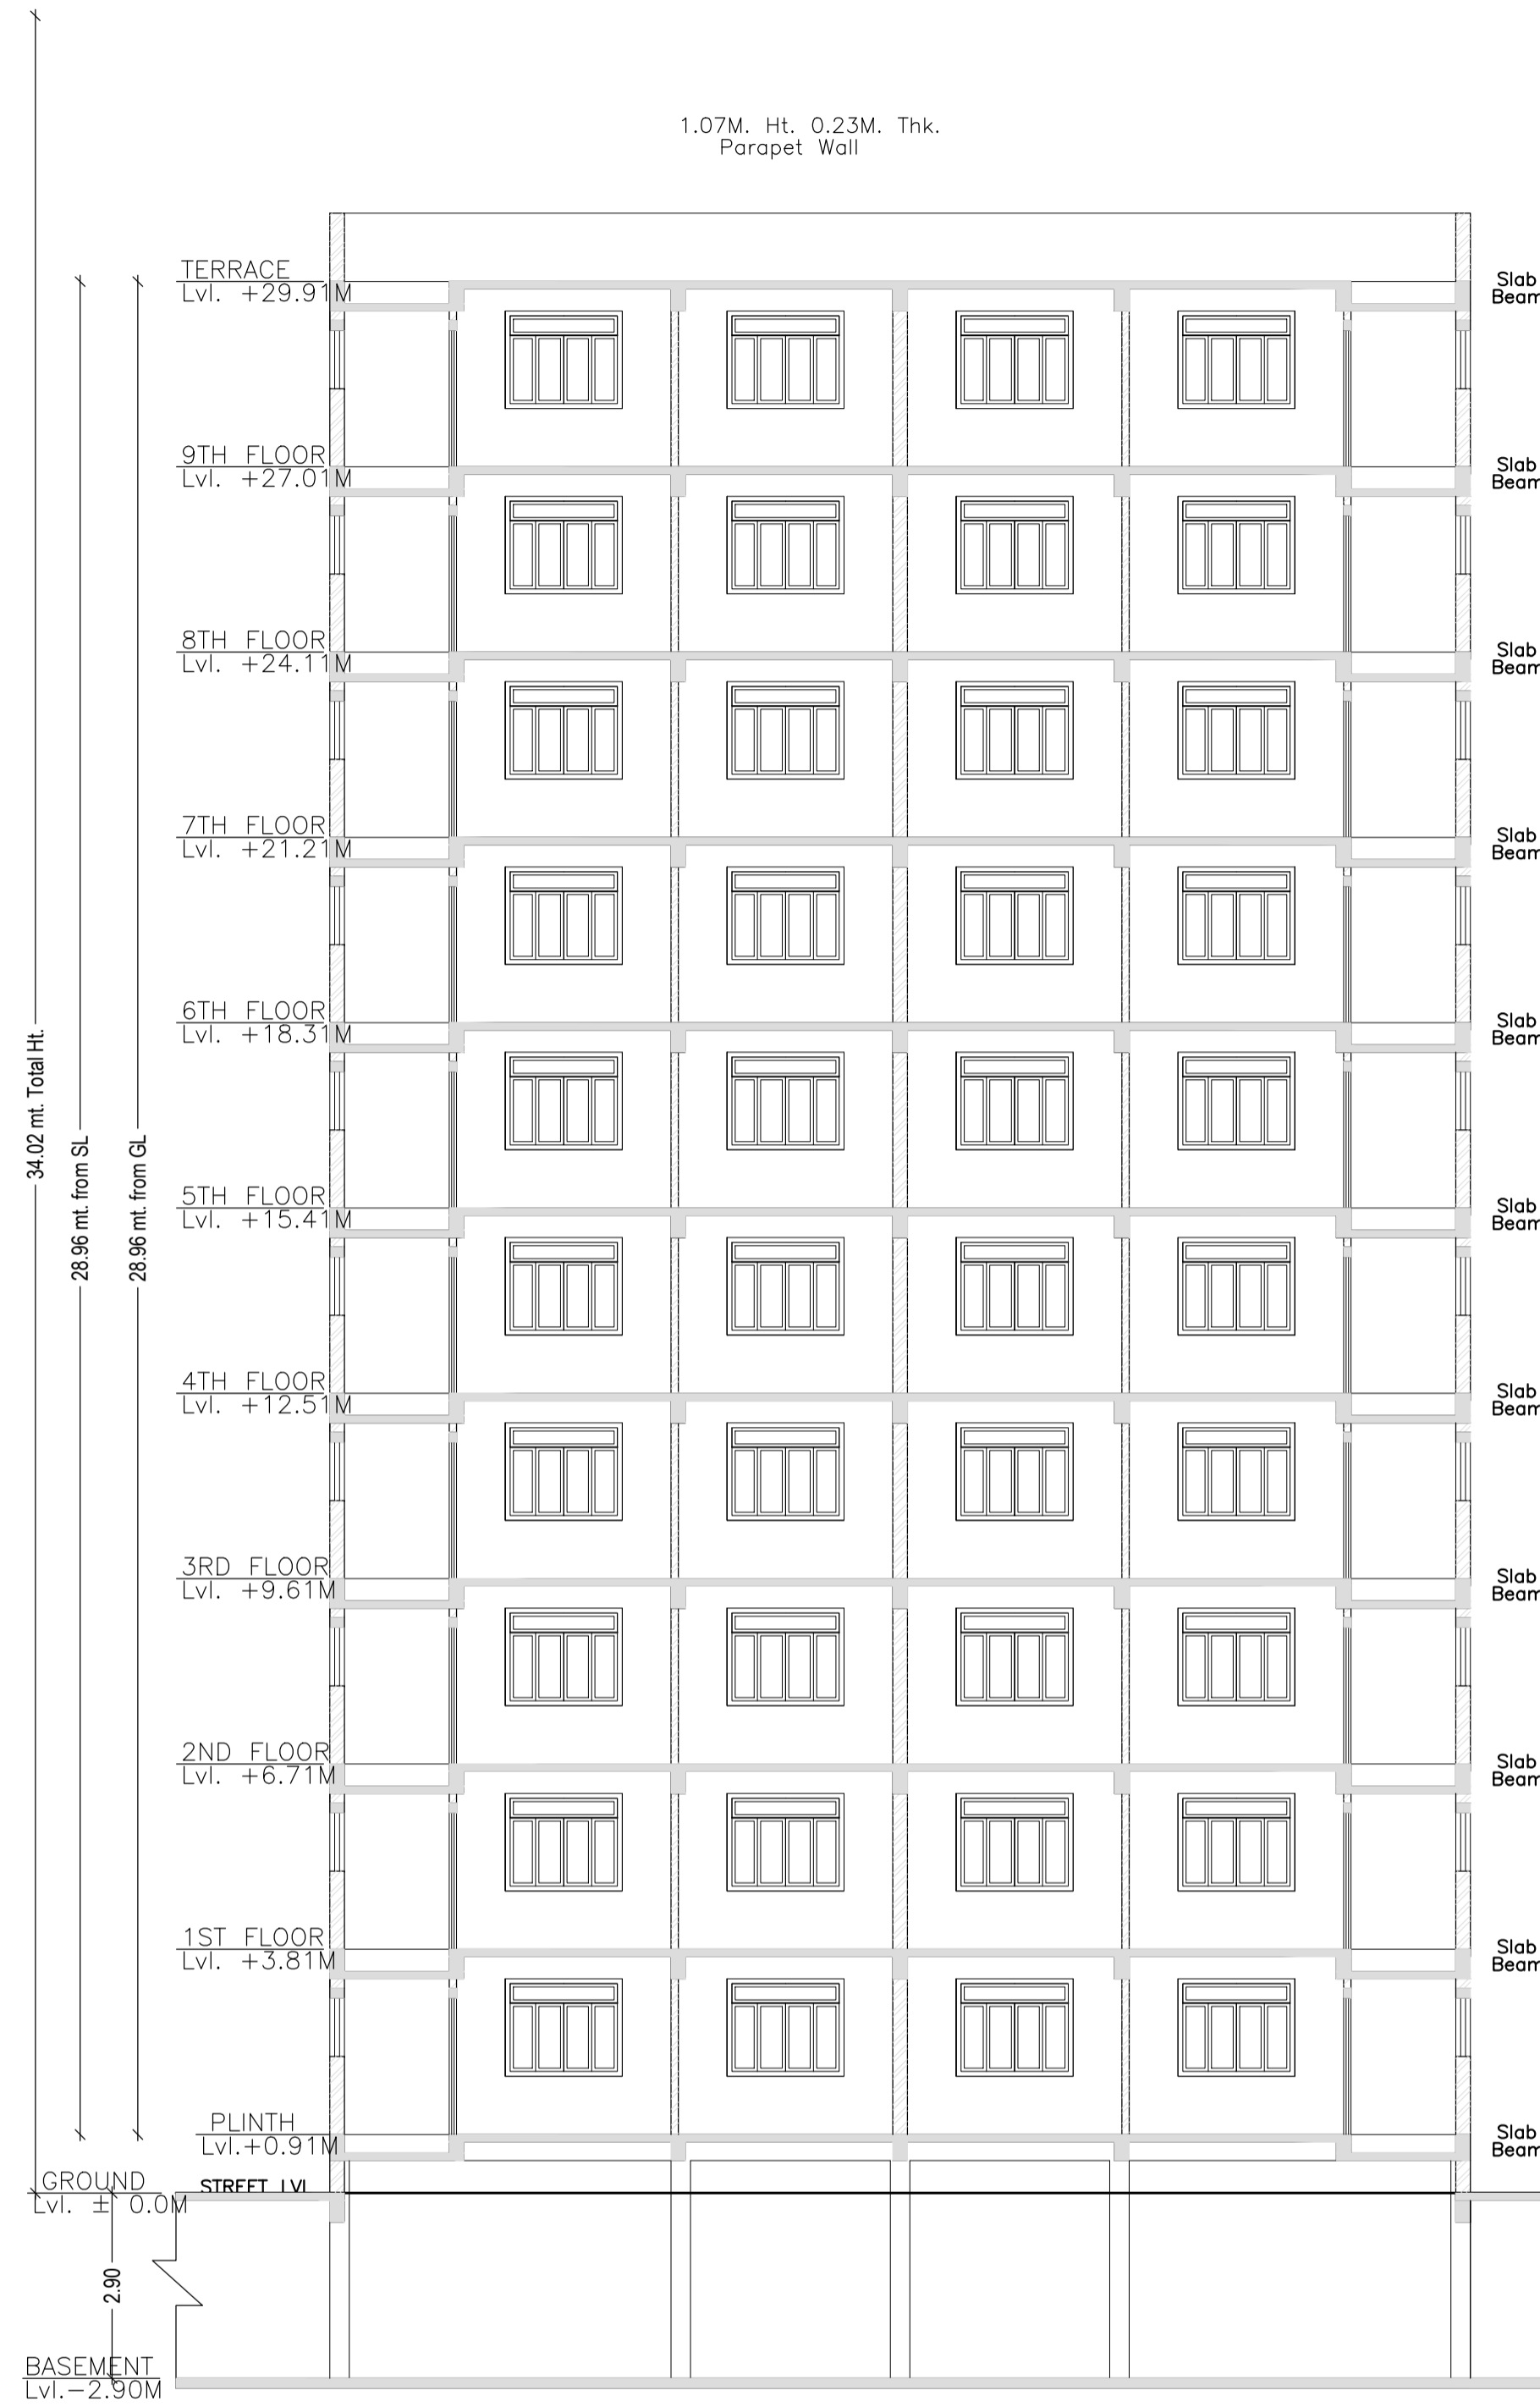 1.07M. Ht. 0.23M. Thk.
Parapet Wall
TERRACE
Lvl. +29.91M
Slab
Beam
9TH FLOOR
Lvl. +27.01M
Slab
Beam
8TH FLOOR
Lvl. +24.11M
Slab
Beam
7TH FLOOR
Lvl. +21.21M
Slab
Beam
6TH FLOOR
Lvl. +18.31M
Slab
Beam
34.02 mt. Total Ht.
28.96 mt. from SL
28.96 mt. from GL
5TH FLOOR
Lvl. +15.41M
Slab
Beam
4TH FLOOR
Lvl. +12.51M
Slab
Beam
3RD FLOOR
Lvl. +9.61M
Slab
Beam
2ND FLOOR
Lvl. +6.71M
Slab
Beam
1ST FLOOR
Lvl. +3.81M
Slab
Beam
PLINTH
Lvl.+0.91M
Slab
Beam
GROUND
Lvl. ± 0.0M
STREET LVL
2.90
BASEMENT
Lvl.-2.90M